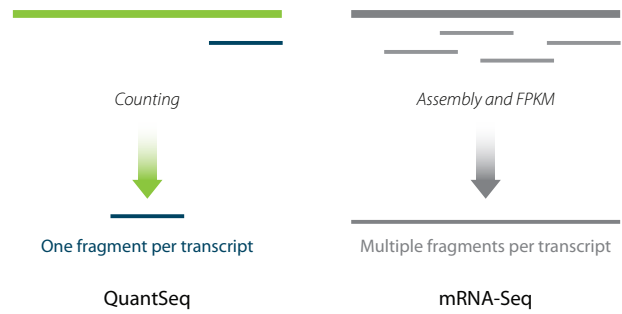 Counting
Assembly and FPKM
One fragment per transcript
Multiple fragments per transcript
QuantSeq
mRNA-Seq